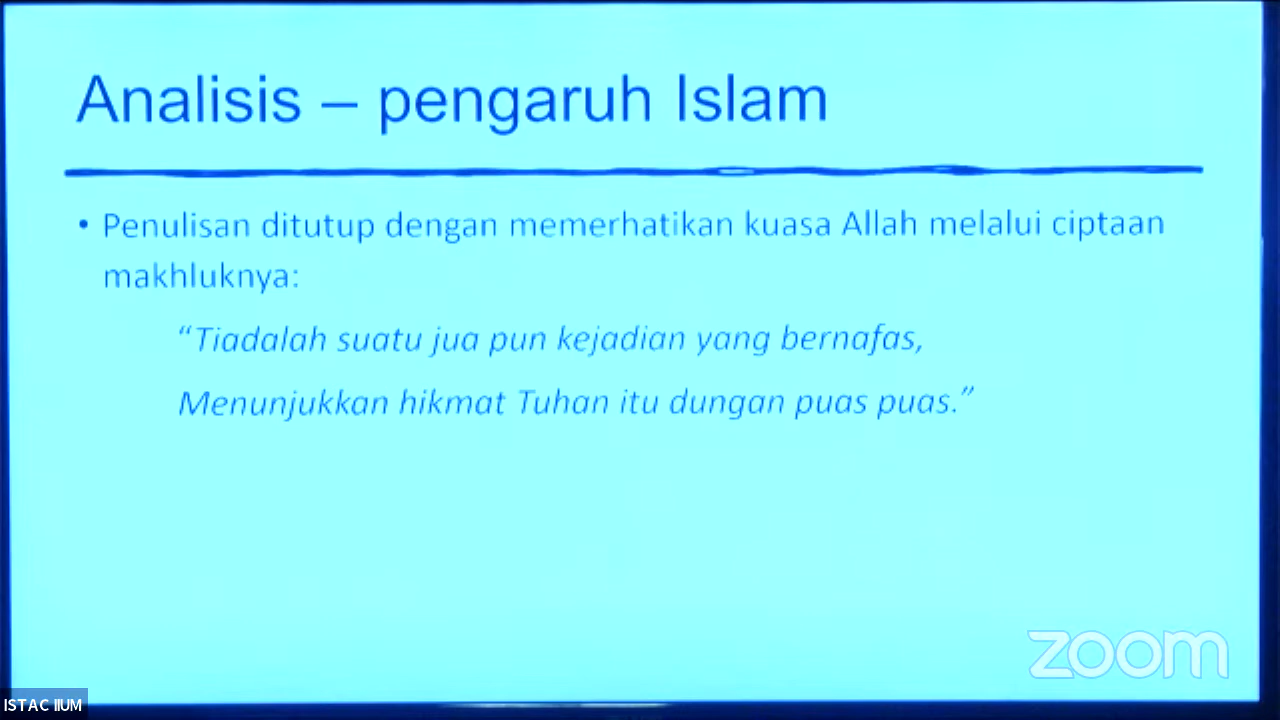 Analisis – pengaruh Islam
• Penulisan ditutup dengan memerhatikan kuasa Allah melalui ciptaan
makhluknya:
“Tiadalah suatu jua pun kejadian yang bernafas,
Menunjukkan hikmat Tuhan itu dungan puas puas.”
zoom
ISTAC IIUM